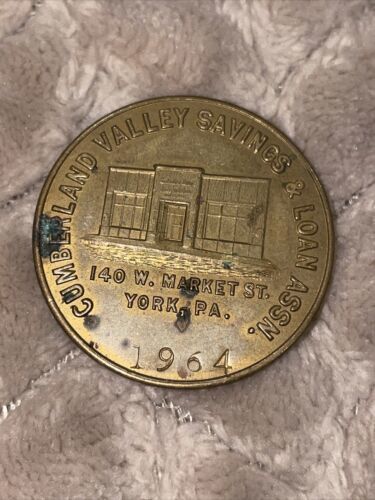 CUMBERLAND VALLEY SAVINGS & LOAN ASSN.
140 W. MARKET ST.
YORK, PA.
1964